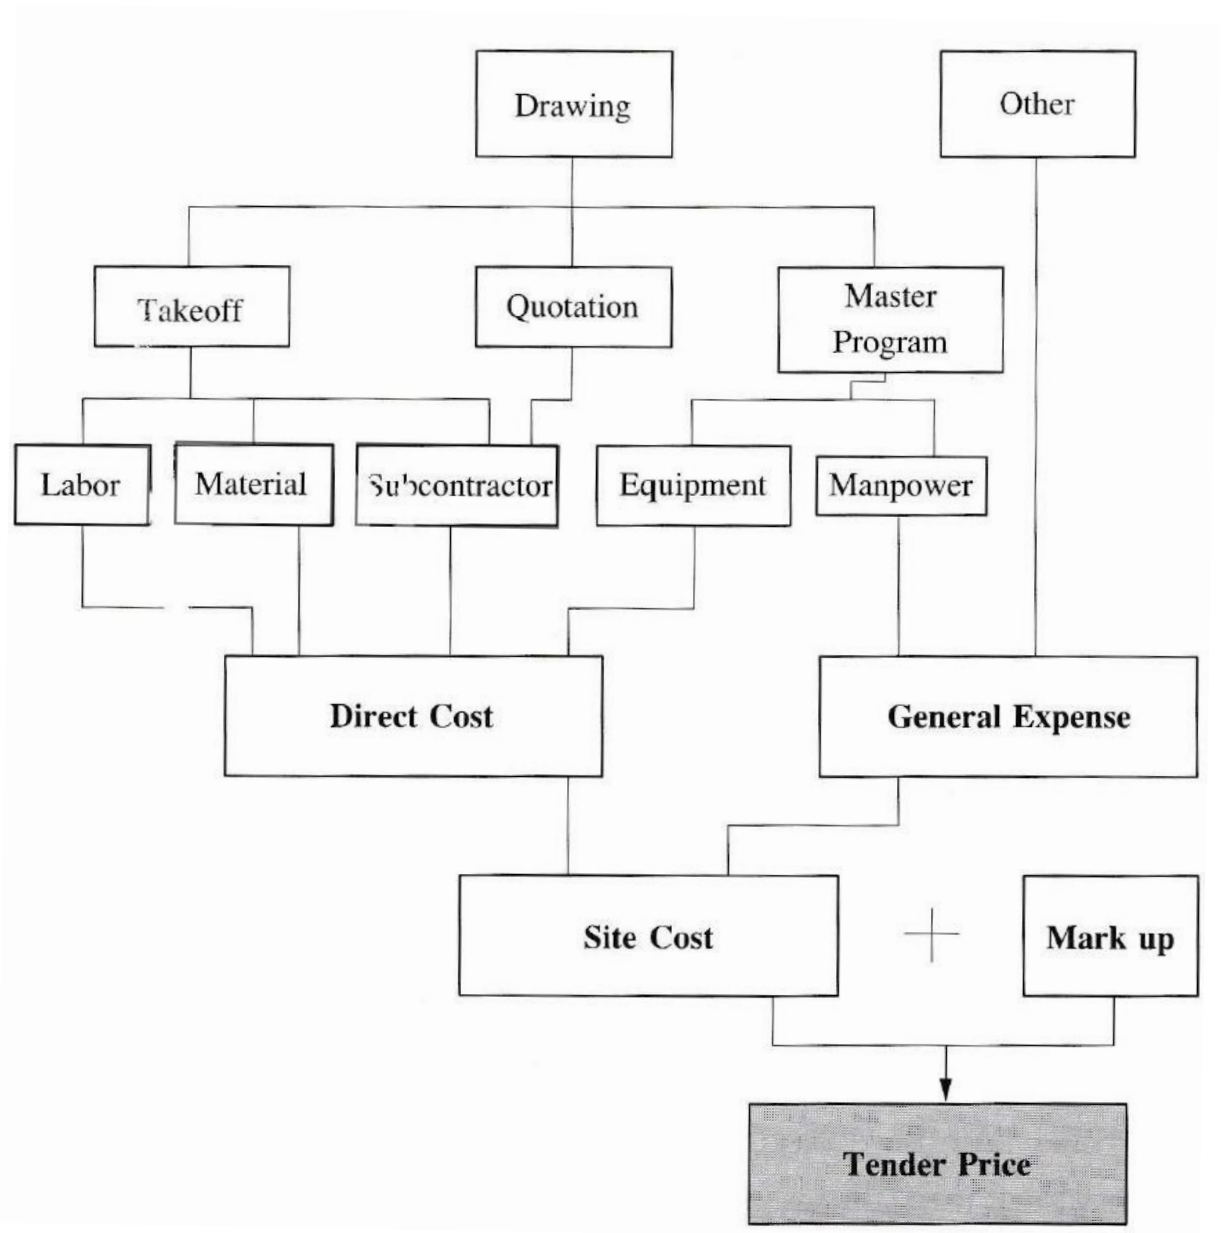 Drawing
Other
Takeoff
Quotation
Master
Program
Labor
Material
Subcontractor
Equipment
Manpower
Direct Cost
General Expense
Site Cost
+
Mark up
Tender Price